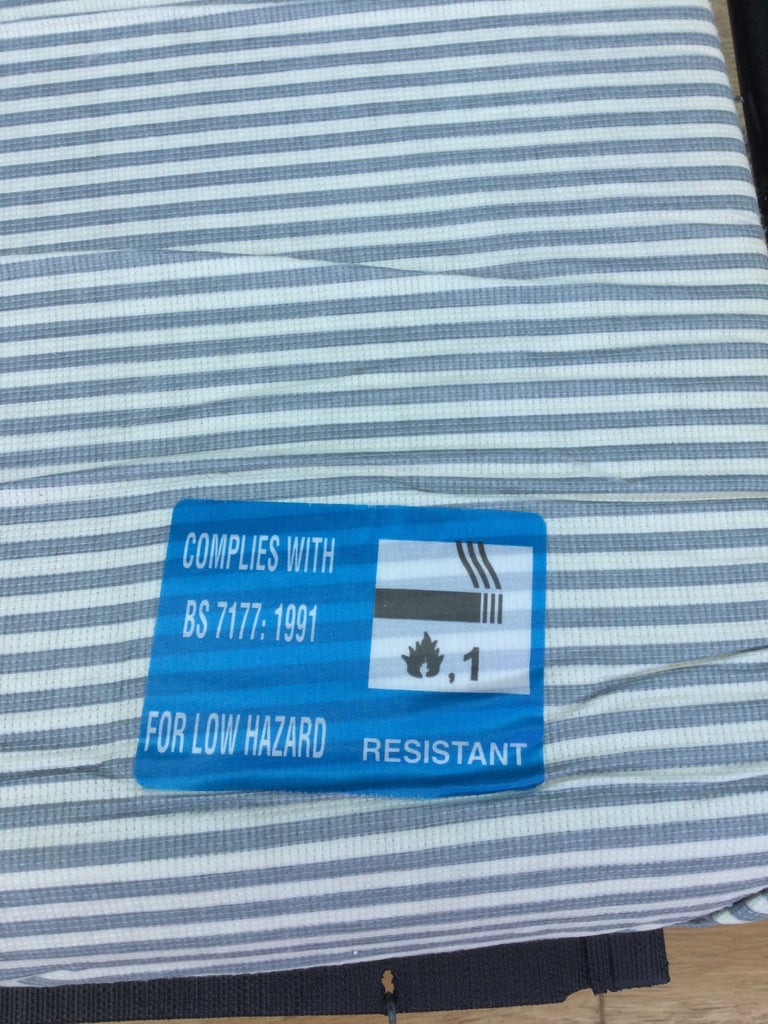 COMPLIES WITH
BS 7177: 1991
, 1
FOR LOW HAZARD
RESISTANT